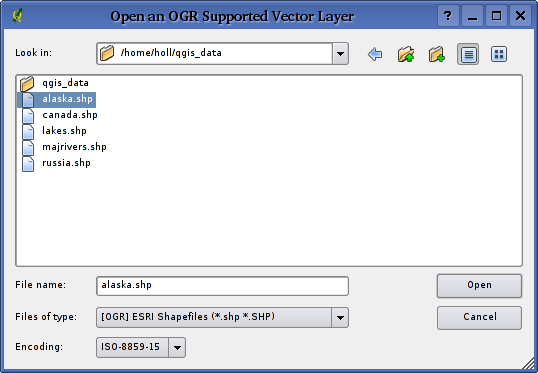 Open an OGR Supported Vector Layer
Look in: /home/holl/qgis_data
qgis_data
alaska.shp
canada.shp
lakes.shp
majrivers.shp
russia.shp
File name: alaska.shp Open
Files of type: [OGR] ESRI Shapefiles (*.shp *.SHP) Cancel
Encoding: ISO-8859-15